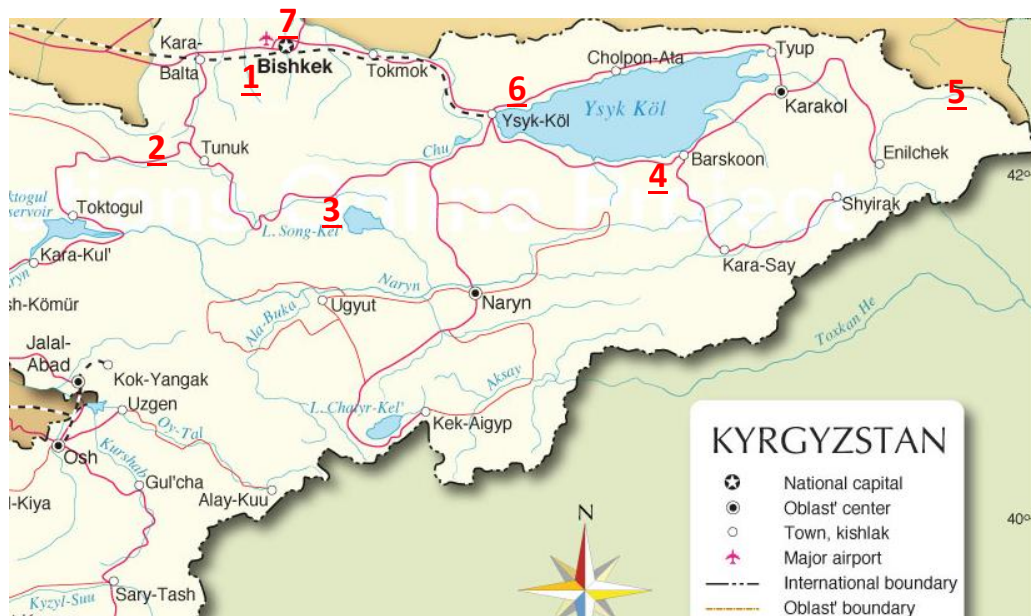 7
Kara-
Balta
Bishkek
Tokmok
Cholpon-Ata
Tyup
1
6
Ysyk-Köl
Ysyk Köl
Karakol
5
2
Tunuk
Chu
Barskoon
4
Enilchek
42°
Toktogul
3
L. Song-Kel'
Shyirak
Kara-Kul'
Kara-Say
Naryn
Ugyut
Naryn
Ala-Buka
Toxkan He
Jalal-
Abad
Kok-Yangak
Aksay
Uzgen
L. Chatyr-Kel'
Kek-Aigyp
Oy-Tal
Osh
Kurshab
Gul'cha
Alay-Kuu
l-Kiya
Sary-Tash
Kyzyl-Suu
KYRGYZSTAN
National capital
Oblast' center
Town, kishlak
Major airport
International boundary
Oblast' boundary
N
40°